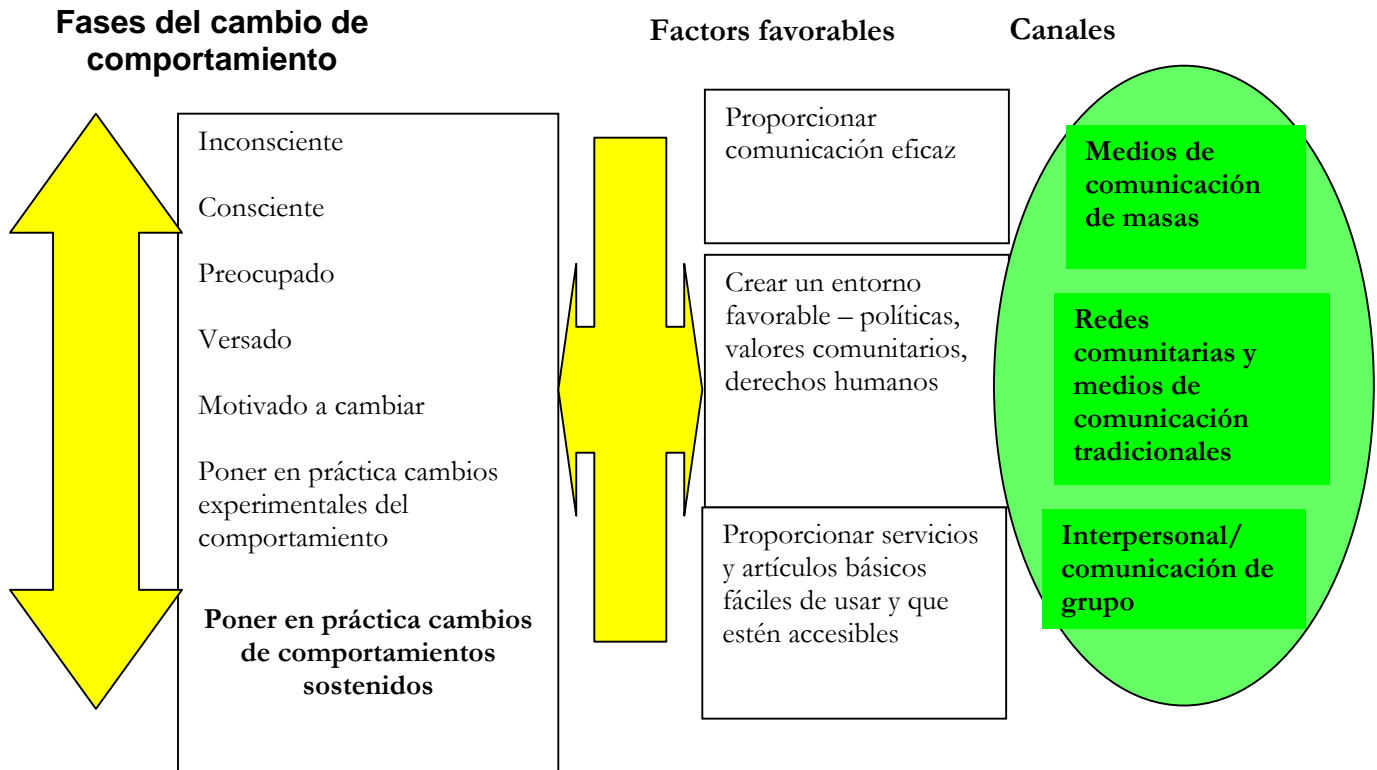 Fases del cambio de
comportamiento
Inconsciente
Consciente
Preocupado
Versado
Motivado a cambiar
Poner en práctica cambios
experimentales del
comportamiento
Poner en práctica cambios
de comportamientos
sostenidos
Factors favorables
Proporcionar
comunicación eficaz
Crear un entorno
favorable – políticas,
valores comunitarios,
derechos humanos
Proporcionar servicios
y artículos básicos
fáciles de usar y que
estén accesibles
Canales
Medios de
comunicación
de masas
Redes
comunitarias y
medios de
comunicación
tradicionales
Interpersonal/
comunicación de
grupo